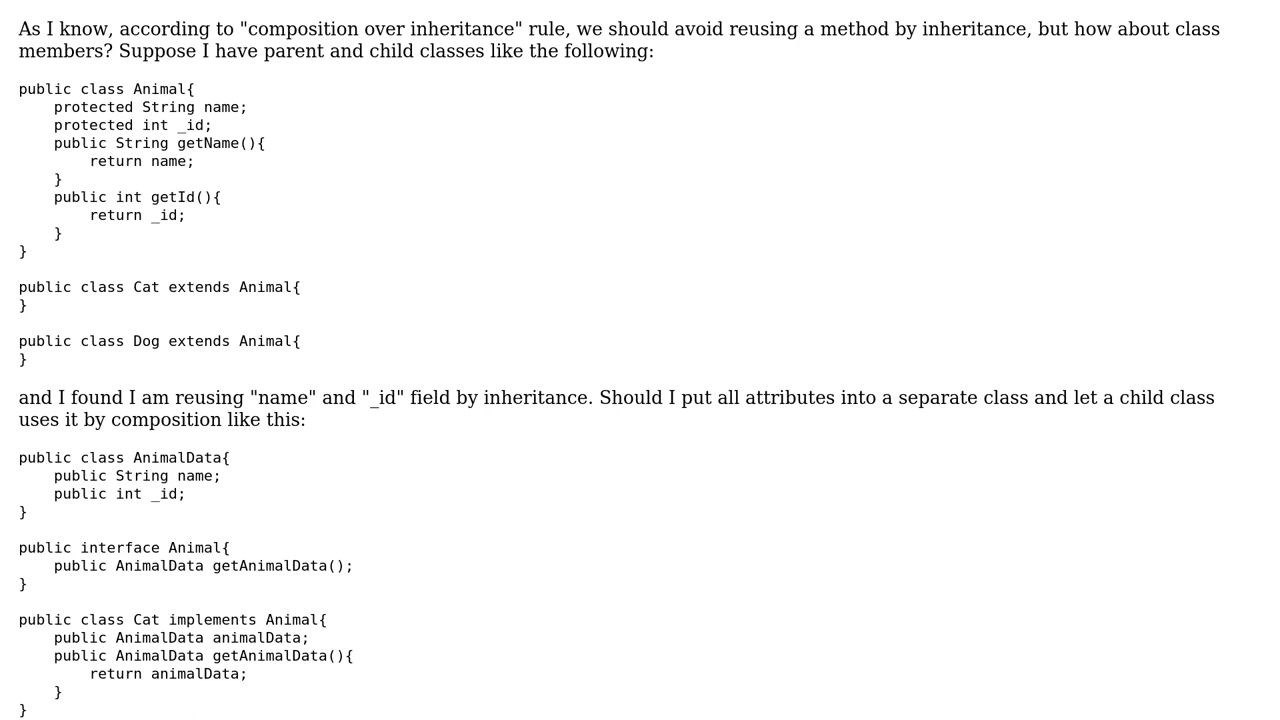 As I know, according to "composition over inheritance" rule, we should avoid reusing a method by inheritance, but how about class
members? Suppose I have parent and child classes like the following:
public class Animal{
    protected String name;
    protected int _id;
    public String getName(){
        return name;
    }
    public int getId(){
        return _id;
    }
}
public class Cat extends Animal{
}
public class Dog extends Animal{
}
and I found I am reusing "name" and "_id" field by inheritance. Should I put all attributes into a separate class and let a child class
uses it by composition like this:
public class AnimalData{
    public String name;
    public int _id;
}
public interface Animal{
    public AnimalData getAnimalData();
}
public class Cat implements Animal{
    public AnimalData animalData;
    public AnimalData getAnimalData(){
        return animalData;
    }
}